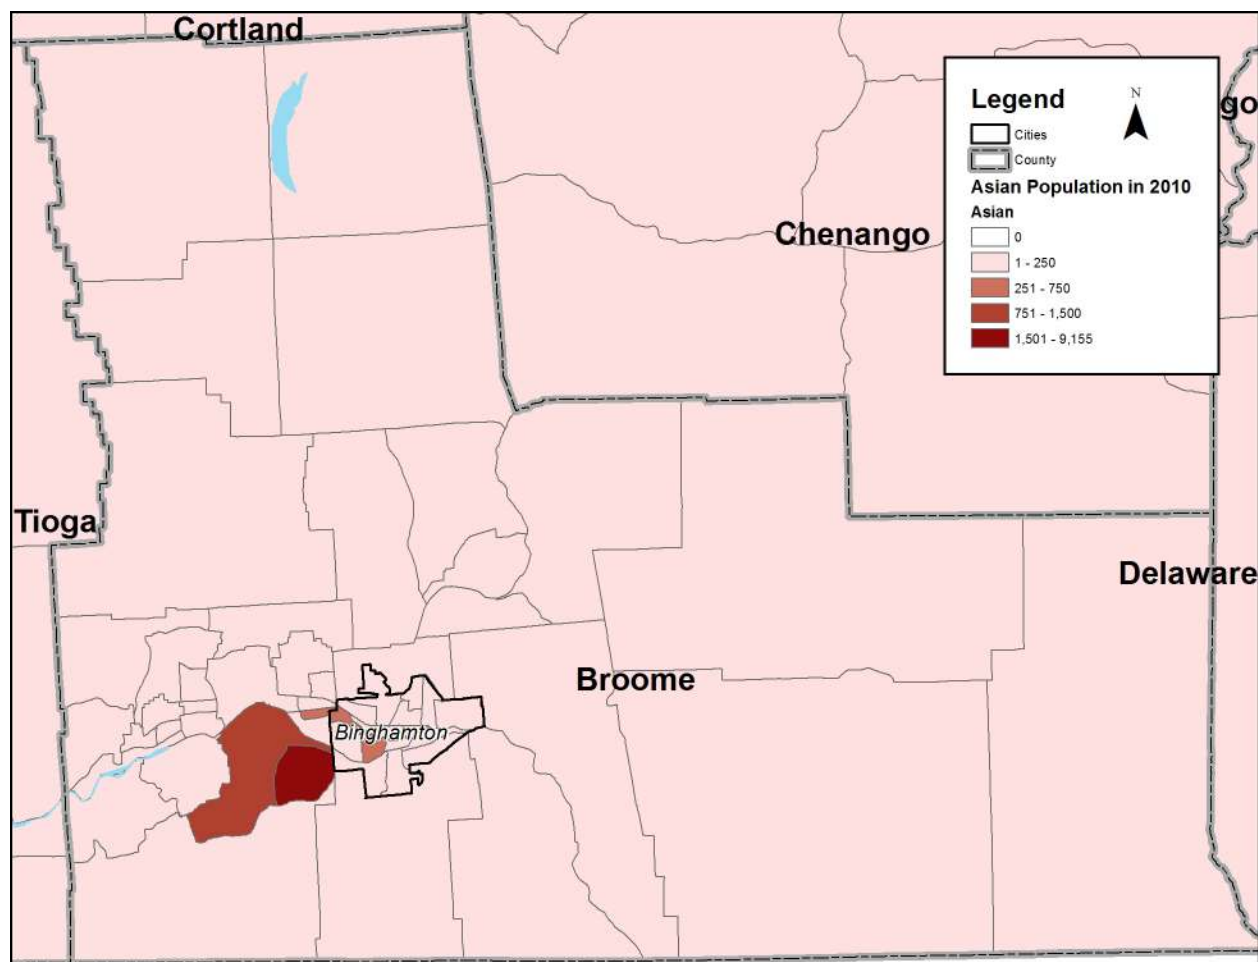 Cortland
Legend
N
go
Cities
County
Asian Population in 2010
Asian
0
Chenango
1 - 250
251 - 750
751 - 1,500
1,501 - 9,155
Tioga
Delaware
Broome
Binghamton